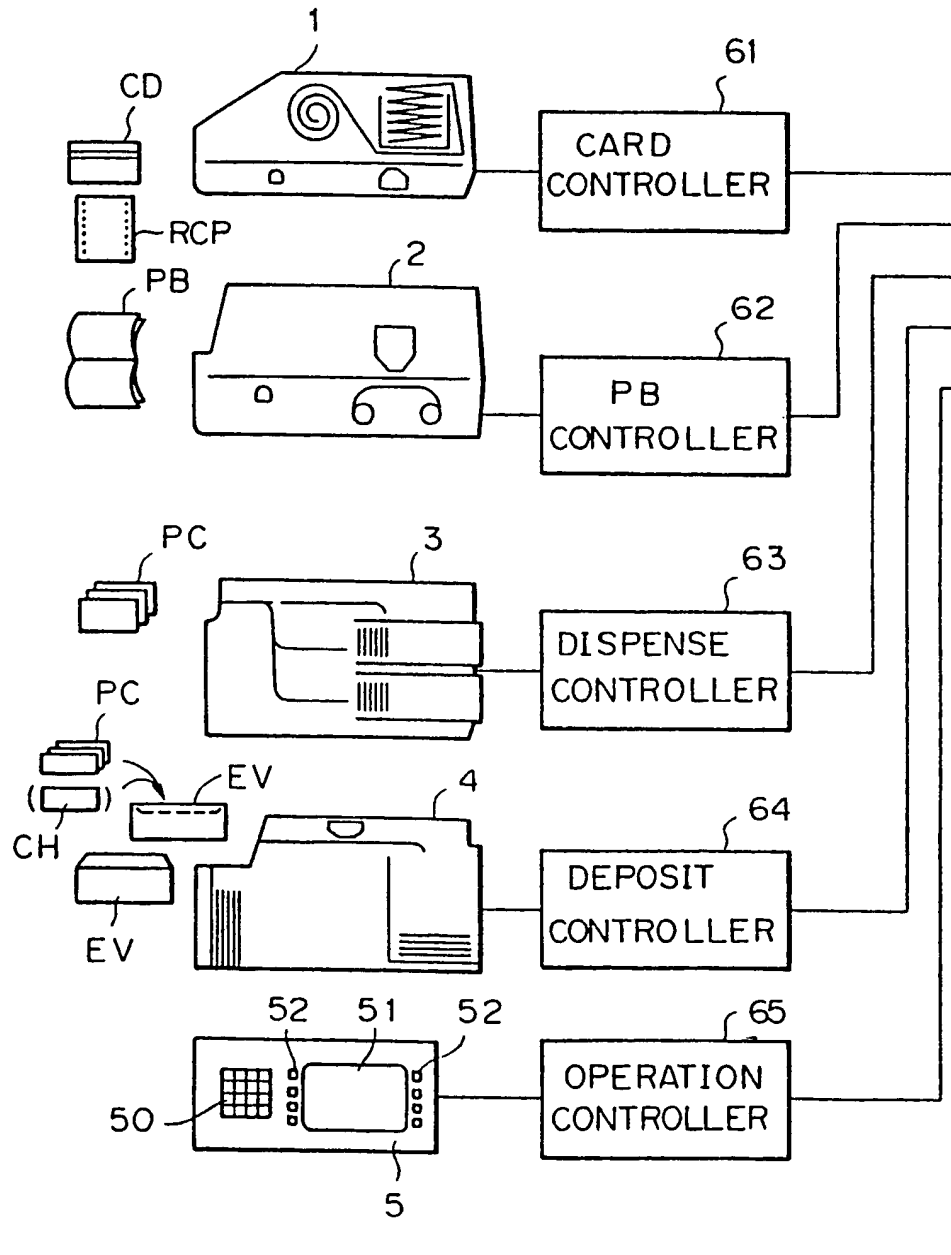 1
61
CD
CARD
CONTROLLER
RCP
PB
2
62
PB
CONTROLLER
PC
3
63
DISPENSE
CONTROLLER
PC
EV
4
64
CH
DEPOSIT
CONTROLLER
EV
52
51
52
65
OPERATION
CONTROLLER
50
5